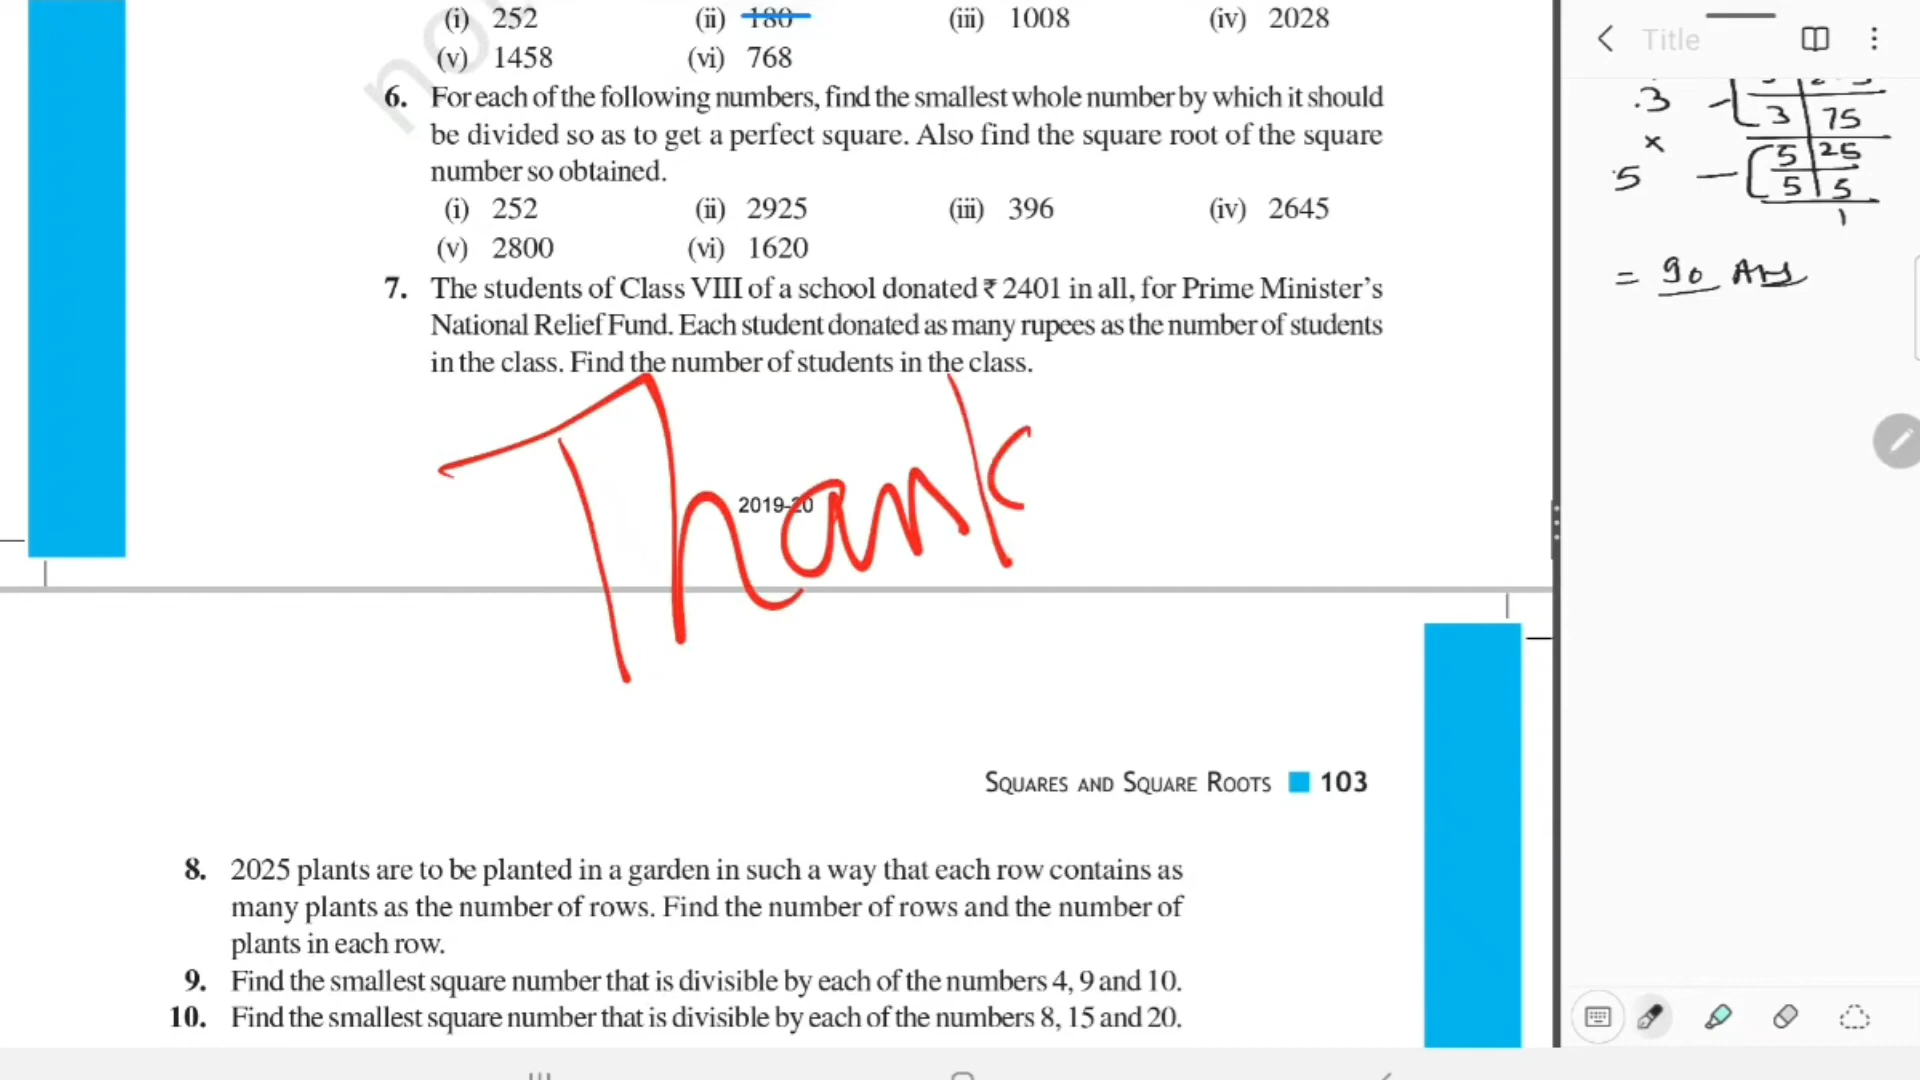 (i) 252 (ii) 180 (iii) 1008 (iv) 2028
(v) 1458 (vi) 768
6. For each of the following numbers, find the smallest whole number by which it should
be divided so as to get a perfect square. Also find the square root of the square
number so obtained.
(i) 252 (ii) 2925 (iii) 396 (iv) 2645
(v) 2800 (vi) 1620
7. The students of Class VIII of a school donated ₹ 2401 in all, for Prime Minister's
National Relief Fund. Each student donated as many rupees as the number of students
in the class. Find the number of students in the class.
Thank
2019-20
SQUARES AND SQUARE ROOTS 103
8. 2025 plants are to be planted in a garden in such a way that each row contains as
many plants as the number of rows. Find the number of rows and the number of
plants in each row.
9. Find the smallest square number that is divisible by each of the numbers 4, 9 and 10.
10. Find the smallest square number that is divisible by each of the numbers 8, 15 and 20.
Title
3 3 75
×
5 5 25
5 5
1
= 90 Ans